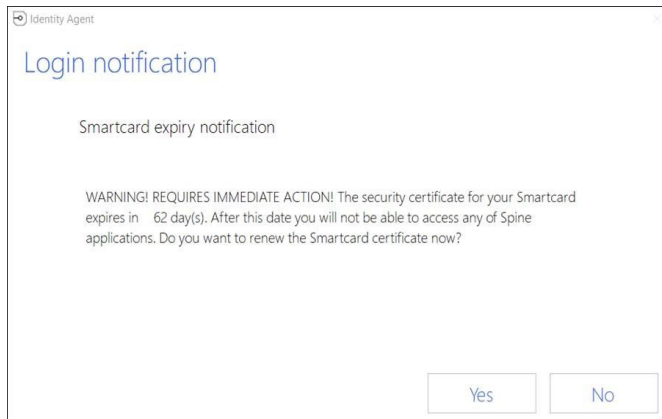 Identity Agent
Login notification
Smartcard expiry notification
WARNING! REQUIRES IMMEDIATE ACTION! The security certificate for your Smartcard
expires in 62 day(s). After this date you will not be able to access any of Spine
applications. Do you want to renew the Smartcard certificate now?
Yes No